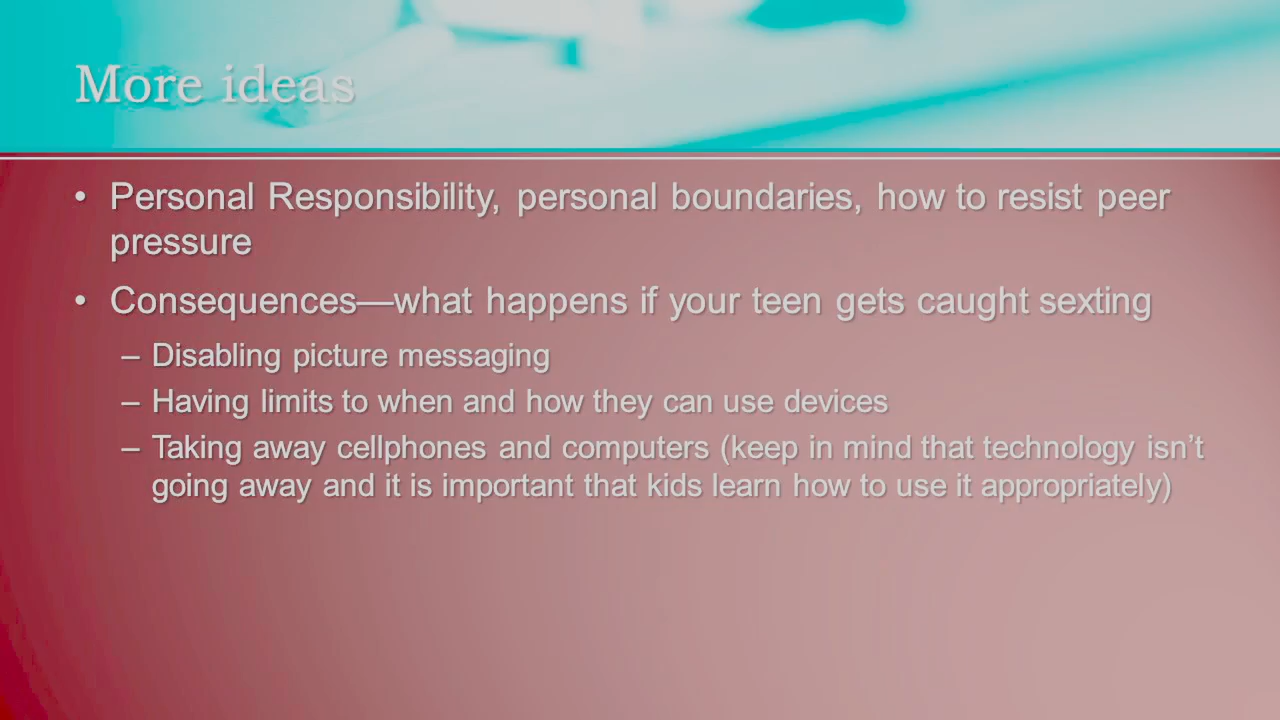 More ideas
• Personal Responsibility, personal boundaries, how to resist peer
pressure
• Consequences—what happens if your teen gets caught sexting
– Disabling picture messaging
– Having limits to when and how they can use devices
– Taking away cellphones and computers (keep in mind that technology isn’t
going away and it is important that kids learn how to use it appropriately)